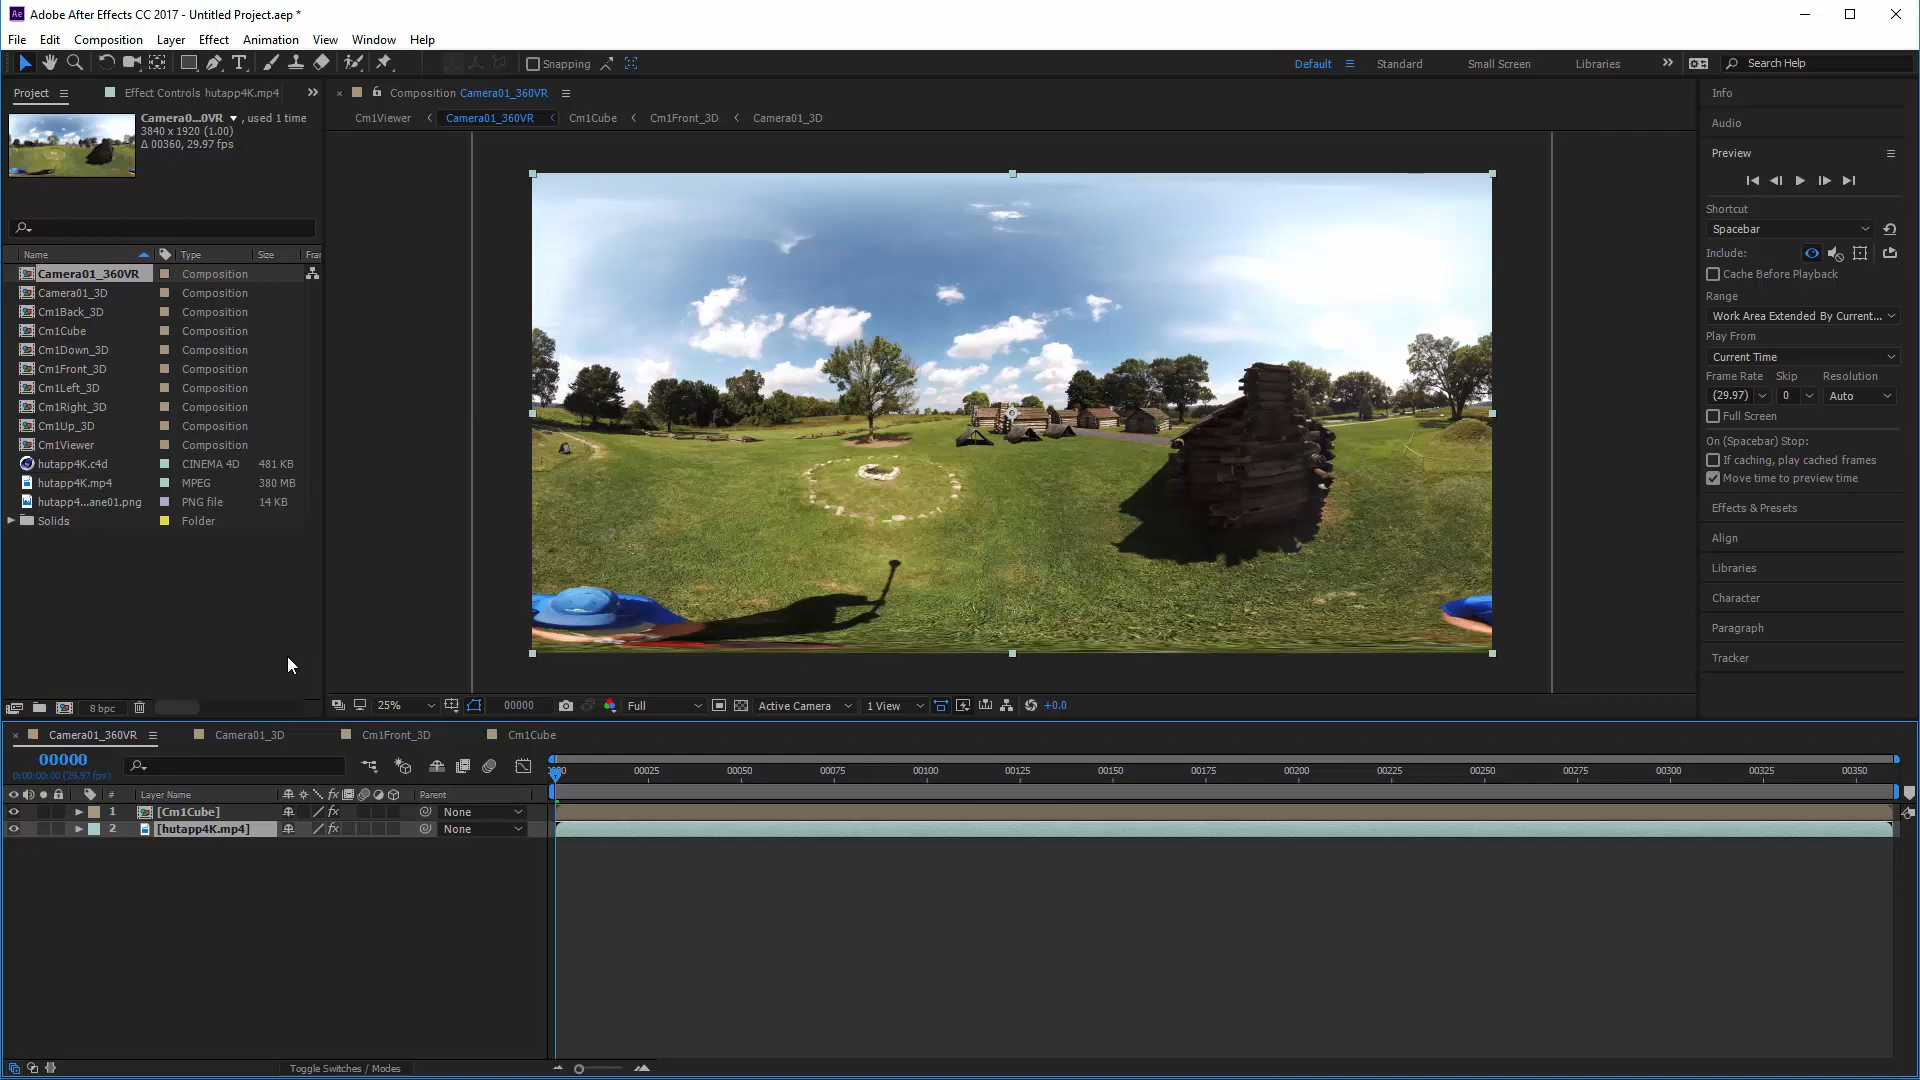 Adobe After Effects CC 2017 - Untitled Project.aep *
File Edit Composition Layer Effect Animation View Window Help
Snapping
Default Standard Small Screen Libraries
Search Help
Project Effect Controls hutapp4K.mp4
Camera0...0VR , used 1 time
3840 x 1920 (1.00)
Δ 00360, 29.97 fps
Name Type Size Frar
Camera01_360VR Composition
Camera01_3D Composition
Cm1Back_3D Composition
Cm1Cube Composition
Cm1Down_3D Composition
Cm1Front_3D Composition
Cm1Left_3D Composition
Cm1Right_3D Composition
Cm1Up_3D Composition
Cm1Viewer Composition
hutapp4K.c4d CINEMA 4D 481 KB
hutapp4K.mp4 MPEG 380 MB
hutapp4...ane01.png PNG file 14 KB
Solids Folder
8 bpc
Composition Camera01_360VR
Cm1Viewer Camera01_360VR Cm1Cube Cm1Front_3D Camera01_3D
25% 00000 Full Active Camera 1 View +0.0
Info
Audio
Preview
Shortcut
Spacebar
Include:
Cache Before Playback
Range
Work Area Extended By Current...
Play From
Current Time
Frame Rate Skip Resolution
(29.97) 0 Auto
Full Screen
On (Spacebar) Stop:
If caching, play cached frames
Move time to preview time
Effects & Presets
Align
Libraries
Character
Paragraph
Tracker
Camera01_360VR Camera01_3D Cm1Front_3D Cm1Cube
00000
0:00:00:00 (29.97 fps)
00025 00050 00075 00100 00125 00150 00175 00200 00225 00250 00275 00300 00325 00350
# Layer Name Parent
1 [Cm1Cube] None
2 [hutapp4K.mp4] None
Toggle Switches / Modes